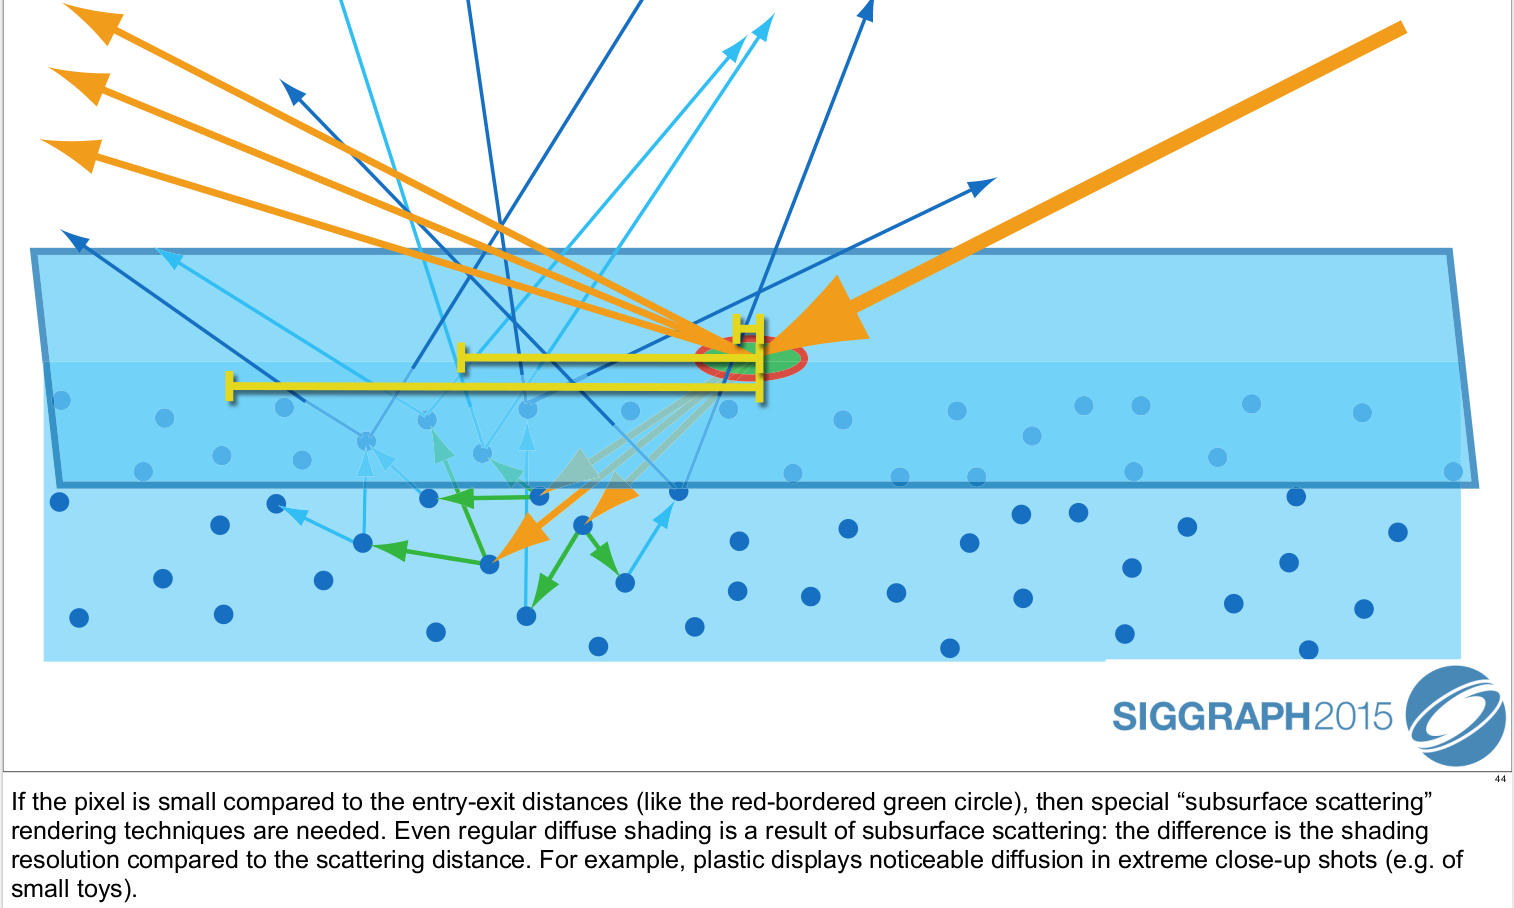 SIGGRAPH2015
44
If the pixel is small compared to the entry-exit distances (like the red-bordered green circle), then special “subsurface scattering”
rendering techniques are needed. Even regular diffuse shading is a result of subsurface scattering: the difference is the shading
resolution compared to the scattering distance. For example, plastic displays noticeable diffusion in extreme close-up shots (e.g. of
small toys).